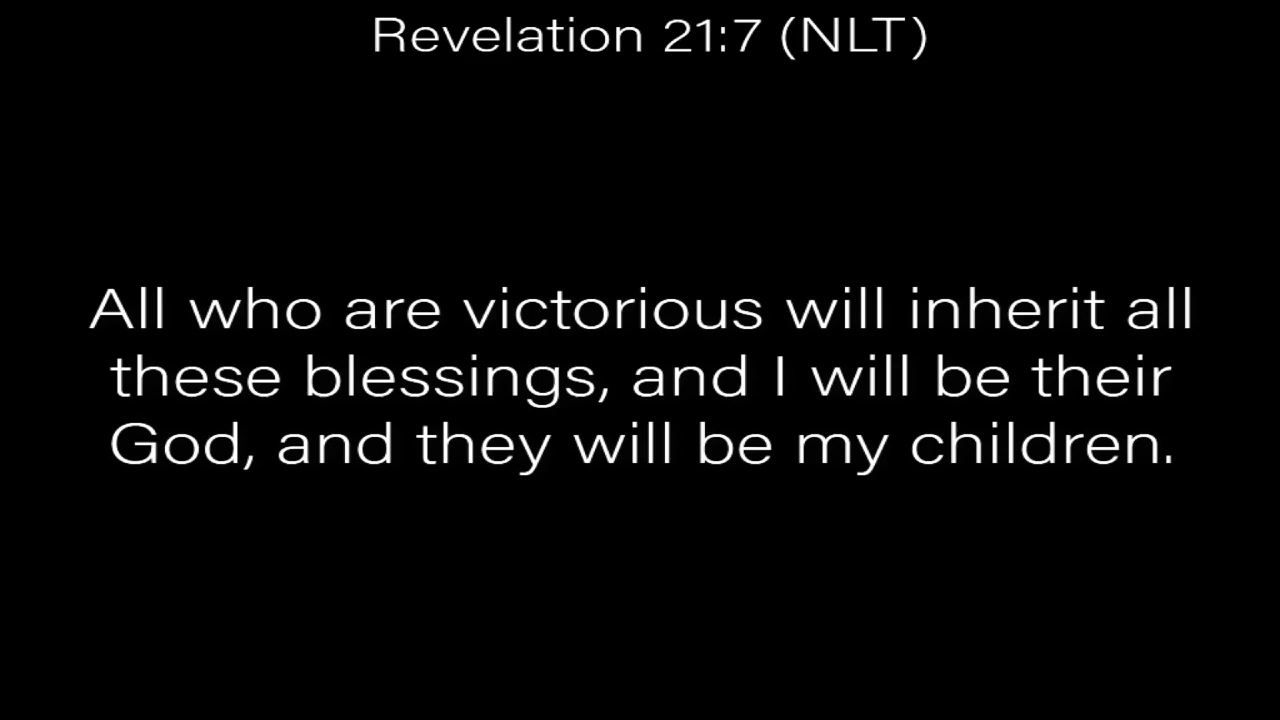 Revelation 21:7 (NLT)
All who are victorious will inherit all
these blessings, and I will be their
God, and they will be my children.